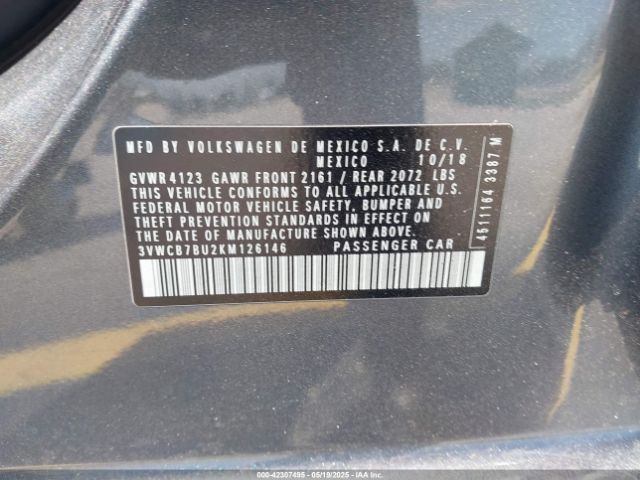 MFD BY VOLKSWAGEN DE MEXICO S.A. DE C.V.
MEXICO 10/18
GVWR 4123 GAWR FRONT 2161 / REAR 2072 LBS
THIS VEHICLE CONFORMS TO ALL APPLICABLE U.S.
FEDERAL MOTOR VEHICLE SAFETY, BUMPER AND
THEFT PREVENTION STANDARDS IN EFFECT ON
THE DATE OF MANUFACTURE SHOWN ABOVE
3VWCB7BU2KM126146 PASSENGER CAR
4511164 3387 M
000-42307495 - 05/19/2025 - IAA, Inc.